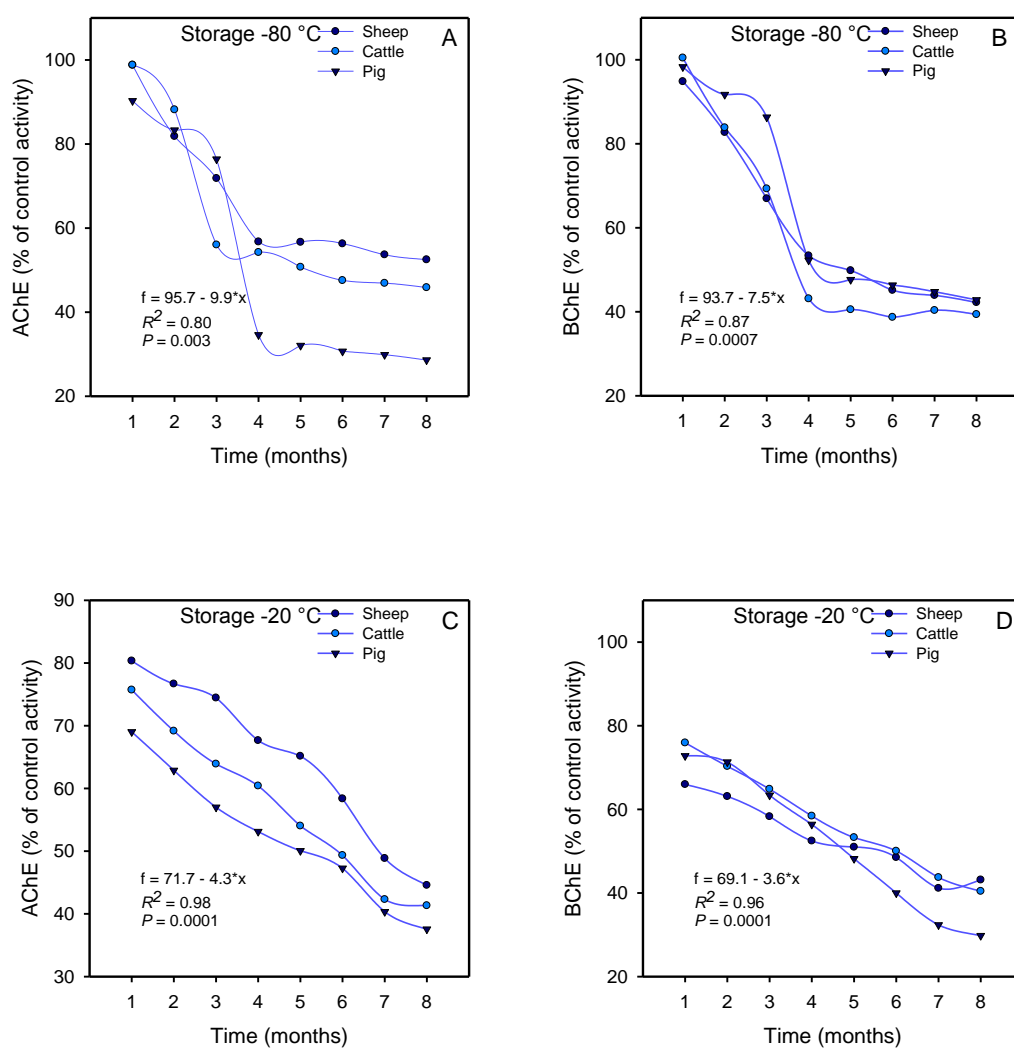 Storage -80 °C
Sheep
Cattle
Pig
A
100
80
60
40
20
AChE (% of control activity)
f = 95.7 - 9.9*x
R² = 0.80
P = 0.003
1 2 3 4 5 6 7 8
Time (months)
Storage -80 °C
Sheep
Cattle
Pig
B
100
80
60
40
20
BChE (% of control activity)
f = 93.7 - 7.5*x
R² = 0.87
P = 0.0007
1 2 3 4 5 6 7 8
Time (months)
Storage -20 °C
Sheep
Cattle
Pig
C
90
80
70
60
50
40
30
AChE (% of control activity)
f = 71.7 - 4.3*x
R² = 0.98
P = 0.0001
1 2 3 4 5 6 7 8
Time (months)
Storage -20 °C
Sheep
Cattle
Pig
D
100
80
60
40
20
BChE (% of control activity)
f = 69.1 - 3.6*x
R² = 0.96
P = 0.0001
1 2 3 4 5 6 7 8
Time (months)